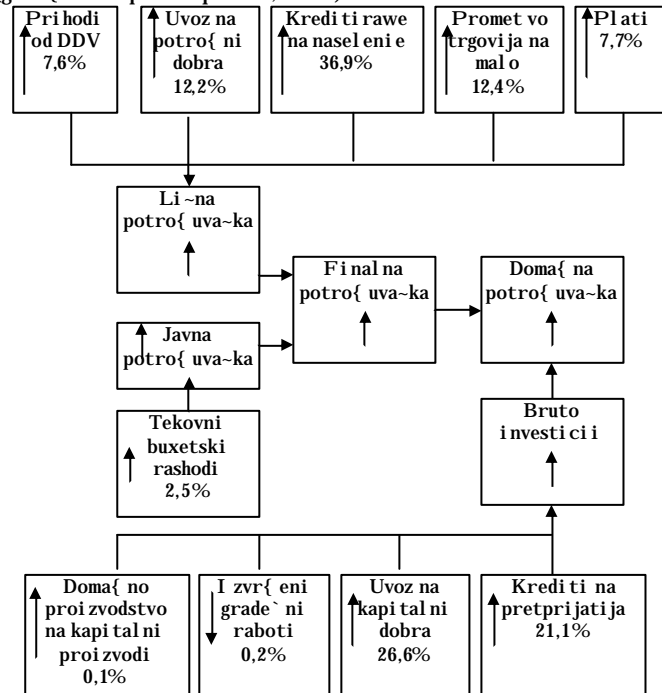 Prihodi
od DDV
7,6%
Uvoz na
potro{ni
dobra
12,2%
Kreditirawe
na naselenie
36,9%
Promet vo
trgovija na
malo
12,4%
Plati
7,7%
Li~na
potro{uva~ka
Finalna
potro{uva~ka
Doma{na
potro{uva~ka
Javna
potro{uva~ka
Tekovni
buxetski
rashodi
2,5%
Bruto
investicii
Doma{no
proizvodstvo
na kapitalni
proizvodi
0,1%
Izvr{eni
grade`ni
raboti
0,2%
Uvoz na
kapitalni
dobra
26,6%
Krediti na
pretprijatija
21,1%